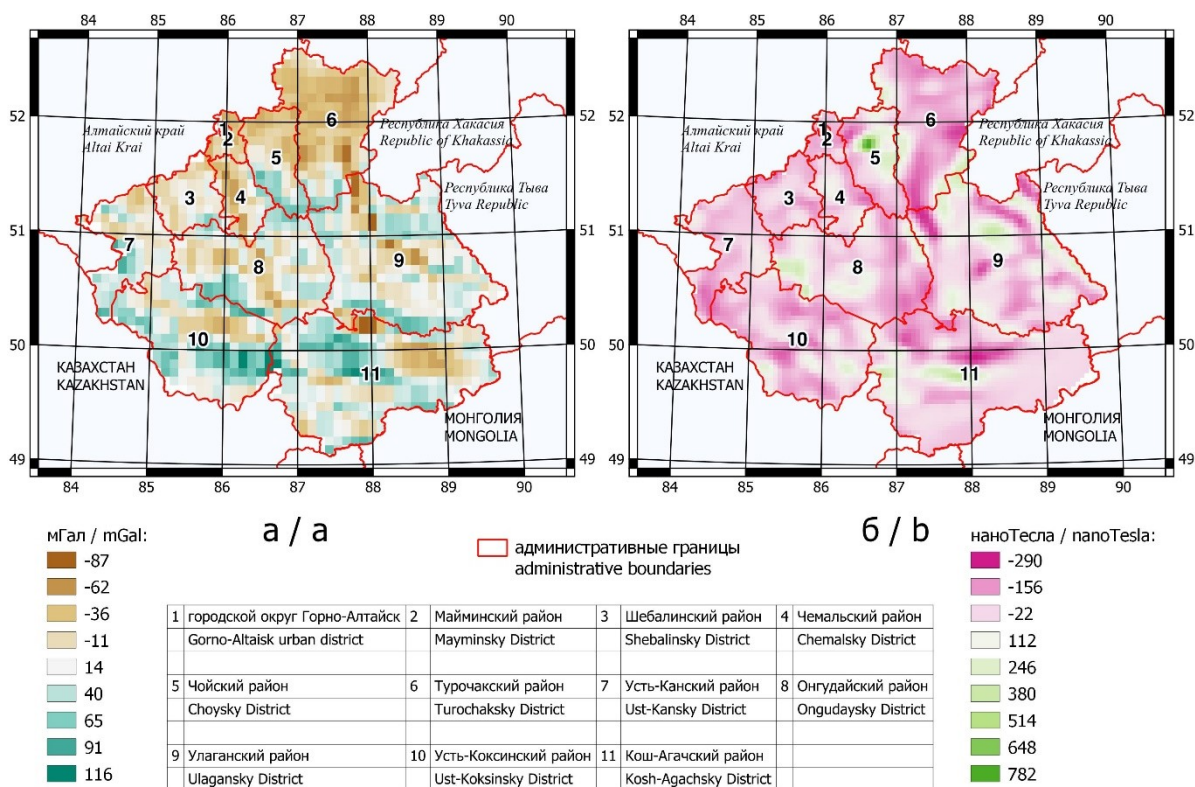 84 85 86 87 88 89 90
84 85 86 87 88 89 90
52
51
50
49
52
51
50
49
Алтайский край
Altai Krai
Республика Хакасия
Republic of Khakassia
Республика Тыва
Tyva Republic
КАЗАХСТАН
KAZAKHSTAN
МОНГОЛИЯ
MONGOLIA
1
2
3
4
5
6
7
8
9
10
11
84 85 86 87 88 89 90
Алтайский край
Altai Krai
Республика Хакасия
Republic of Khakassia
Республика Тыва
Tyva Republic
КАЗАХСТАН
KAZAKHSTAN
МОНГОЛИЯ
MONGOLIA
1
2
3
4
5
6
7
8
9
10
11
84 85 86 87 88 89 90
мГал / mGal:
-87
-62
-36
-11
14
40
65
91
116
а / a
административные границы
administrative boundaries
б / b
наноТесла / nanoTesla:
-290
-156
-22
112
246
380
514
648
782
1 городской округ Горно-Алтайск 2 Майминский район 3 Шебалинский район 4 Чемальский район
Gorno-Altaisk urban district Mayminsky District Shebalinsky District Chemalsky District
5 Чойский район 6 Турочакский район 7 Усть-Канский район 8 Онгудайский район
Choysky District Turochaksky District Ust-Kansky District Ongudaysky District
9 Улаганский район 10 Усть-Коксинский район 11 Кош-Агачский район
Ulagansky District Ust-Koksinsky District Kosh-Agachsky District